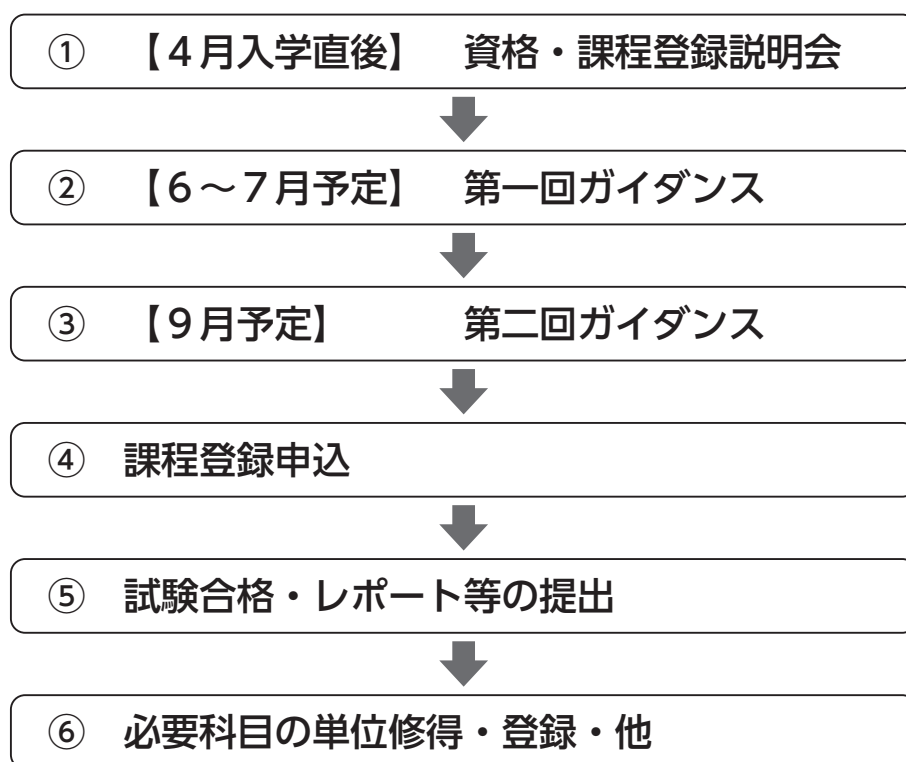 ① 【4月入学直後】 資格・課程登録説明会
② 【6～7月予定】 第一回ガイダンス
③ 【9月予定】 第二回ガイダンス
④ 課程登録申込
⑤ 試験合格・レポート等の提出
⑥ 必要科目の単位修得・登録・他